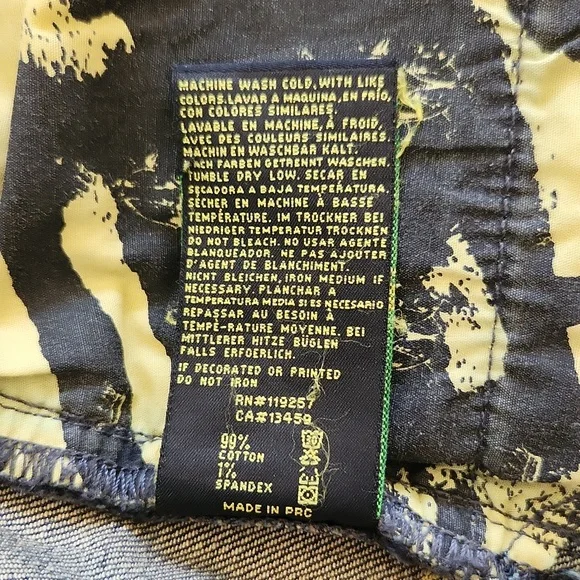 MACHINE WASH COLD, WITH LIKE
COLORS. LAVAR A MAQUINA, EN FRIO,
CON COLORES SIMILARES.
LAVABLE EN MACHINE, A FROID,
AVEC DES COULEURS SIMILAIRES.
MACHIN EN WASCHBAR KALT.
FARBEN GETRENNT WASCHEN.
TUMBLE DRY LOW. SECAR EN
SECADORA A BAJA TEMPERATURA.
SÉCHER EN MACHINE À BASSE
TEMPÉRATURE. IM TROCKNER BEI
NIEDRIGER TEMPERATUR TROCKNEN
DO NOT BLEACH. NO USAR AGENTE
BLANQUEADOR. NE PAS AJOUTER
D'AGENT DE BLANCHIMENT.
NICHT BLEICHEN, IRON MEDIUM IF
NECESSARY. PLANCHAR A
TEMPERATURA MEDIA SI ES NECESARIO
REPASSAR AU BESOIN À
TEMPÉ-RATURE MOYENNE. BEI
MITTLERER HITZE BÜGLEN
FALLS ERFOERLICH.
IF DECORATED OR PRINTED
DO NOT IRON
RN#119257
CA#13459
99%
COTTON
1%
SPANDEX
MADE IN PRC